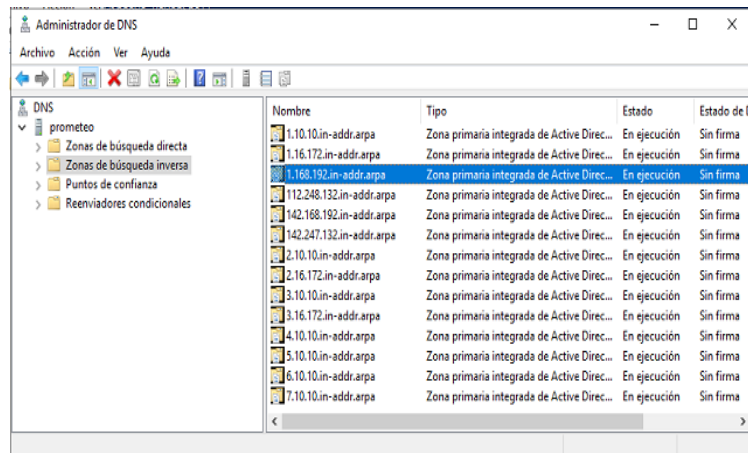 Administrador de DNS
Archivo Acción Ver Ayuda
DNS
prometeo
Zonas de búsqueda directa
Zonas de búsqueda inversa
Puntos de confianza
Reenviadores condicionales
Nombre Tipo Estado Estado de
1.10.10.in-addr.arpa Zona primaria integrada de Active Direc... En ejecución Sin firma
1.16.172.in-addr.arpa Zona primaria integrada de Active Direc... En ejecución Sin firma
1.168.192.in-addr.arpa Zona primaria integrada de Active Direc... En ejecución Sin firma
112.248.132.in-addr.arpa Zona primaria integrada de Active Direc... En ejecución Sin firma
142.168.192.in-addr.arpa Zona primaria integrada de Active Direc... En ejecución Sin firma
142.247.132.in-addr.arpa Zona primaria integrada de Active Direc... En ejecución Sin firma
2.10.10.in-addr.arpa Zona primaria integrada de Active Direc... En ejecución Sin firma
2.16.172.in-addr.arpa Zona primaria integrada de Active Direc... En ejecución Sin firma
3.10.10.in-addr.arpa Zona primaria integrada de Active Direc... En ejecución Sin firma
3.16.172.in-addr.arpa Zona primaria integrada de Active Direc... En ejecución Sin firma
4.10.10.in-addr.arpa Zona primaria integrada de Active Direc... En ejecución Sin firma
5.10.10.in-addr.arpa Zona primaria integrada de Active Direc... En ejecución Sin firma
6.10.10.in-addr.arpa Zona primaria integrada de Active Direc... En ejecución Sin firma
7.10.10.in-addr.arpa Zona primaria integrada de Active Direc... En ejecución Sin firma